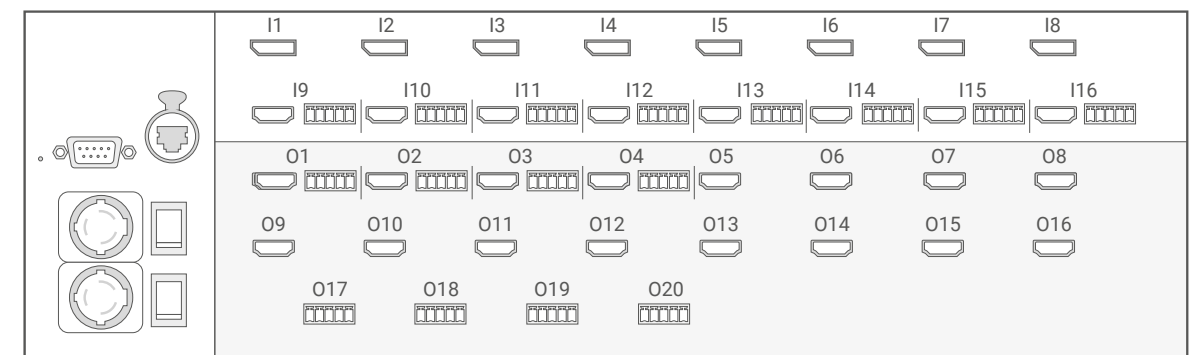 I1 I2 I3 I4 I5 I6 I7 I8
I9 I10 I11 I12 I13 I14 I15 I16
O1 O2 O3 O4 O5 O6 O7 O8
O9 O10 O11 O12 O13 O14 O15 O16
O17 O18 O19 O20